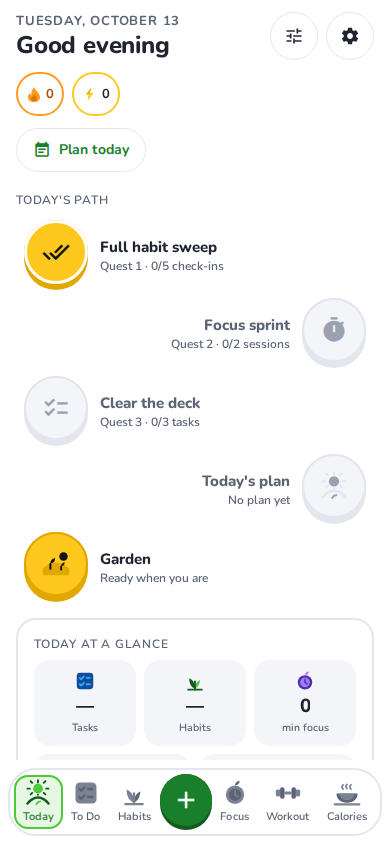 TUESDAY, OCTOBER 13
Good evening
0
0
Plan today
TODAY'S PATH
Full habit sweep
Quest 1 · 0/5 check-ins
Focus sprint
Quest 2 · 0/2 sessions
Clear the deck
Quest 3 · 0/3 tasks
Today's plan
No plan yet
Garden
Ready when you are
TODAY AT A GLANCE
— — 0
Tasks Habits min focus
Today To Do Habits + Focus Workout Calories